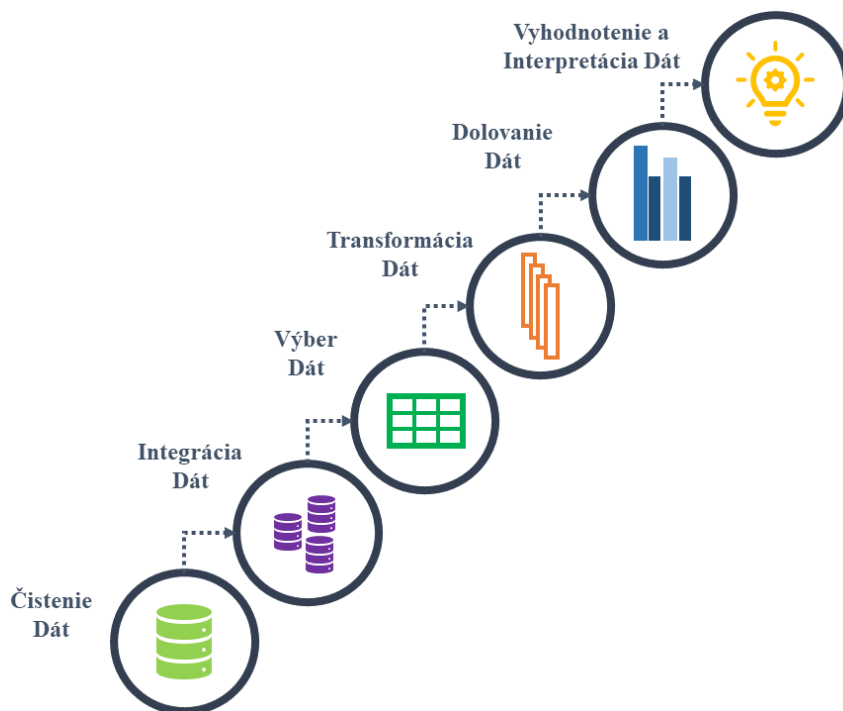 Vyhodnotenie a
Interpretácia Dát
Dolovanie
Dát
Transformácia
Dát
Výber
Dát
Integrácia
Dát
Čistenie
Dát